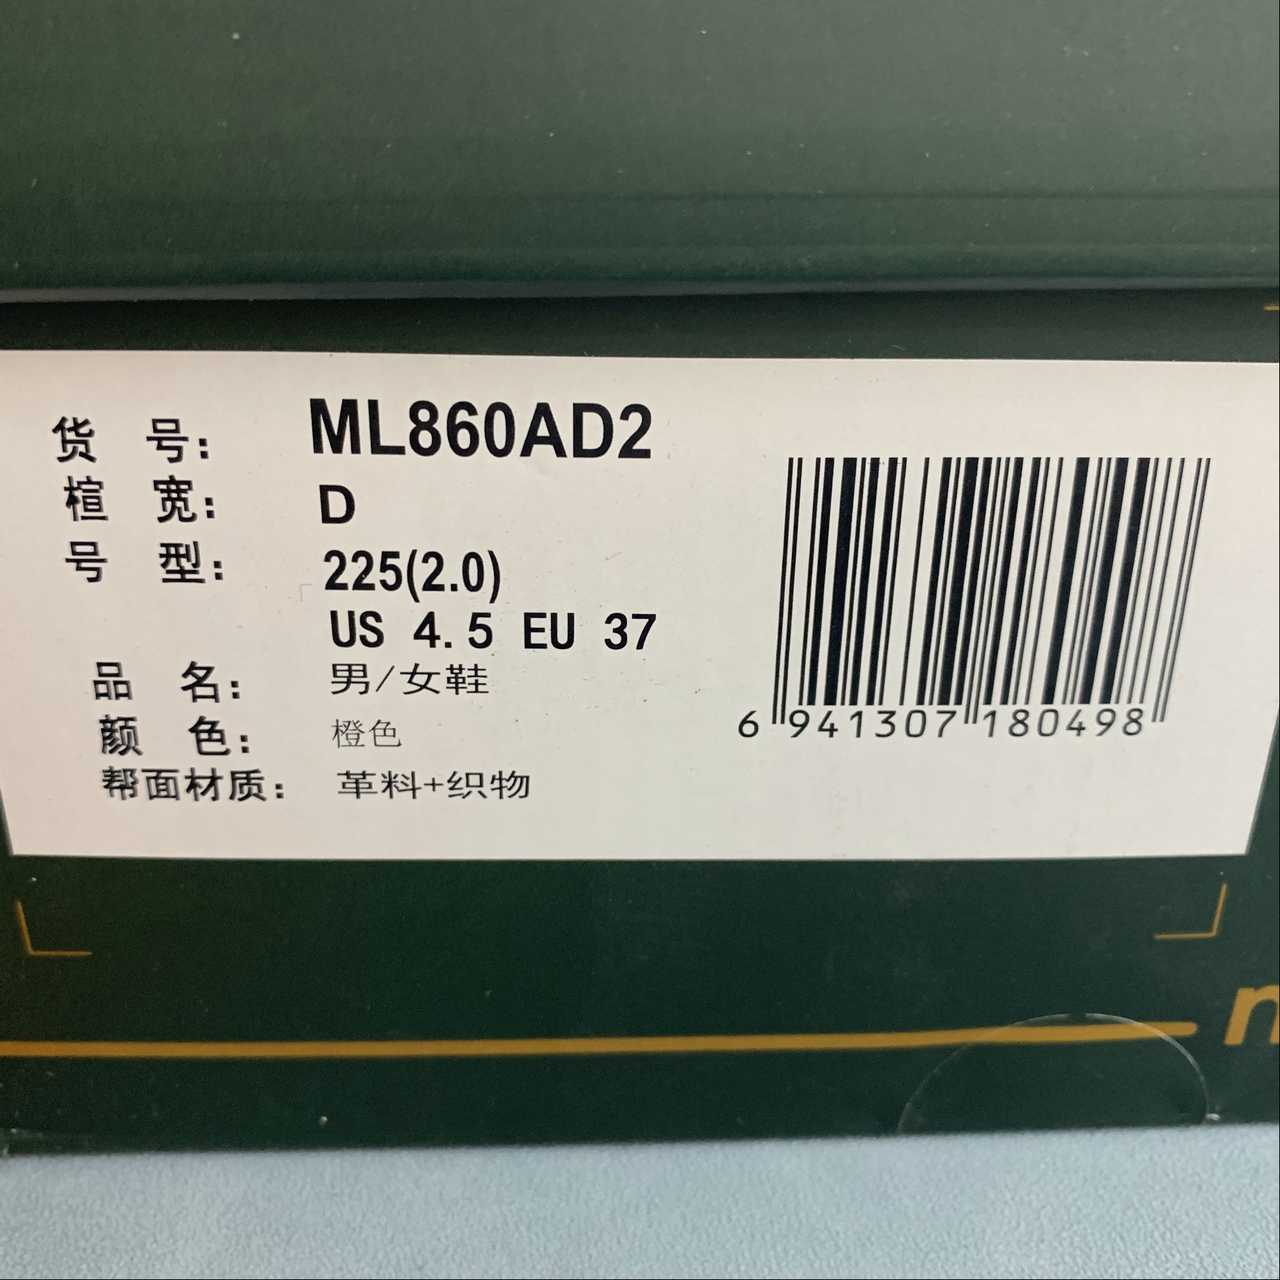 货 号: ML860AD2
楦 宽: D
号 型: 225(2.0)
US 4.5 EU 37
品 名: 男/女鞋
颜 色: 橙色
帮面材质: 革料+织物
6 941307 180498